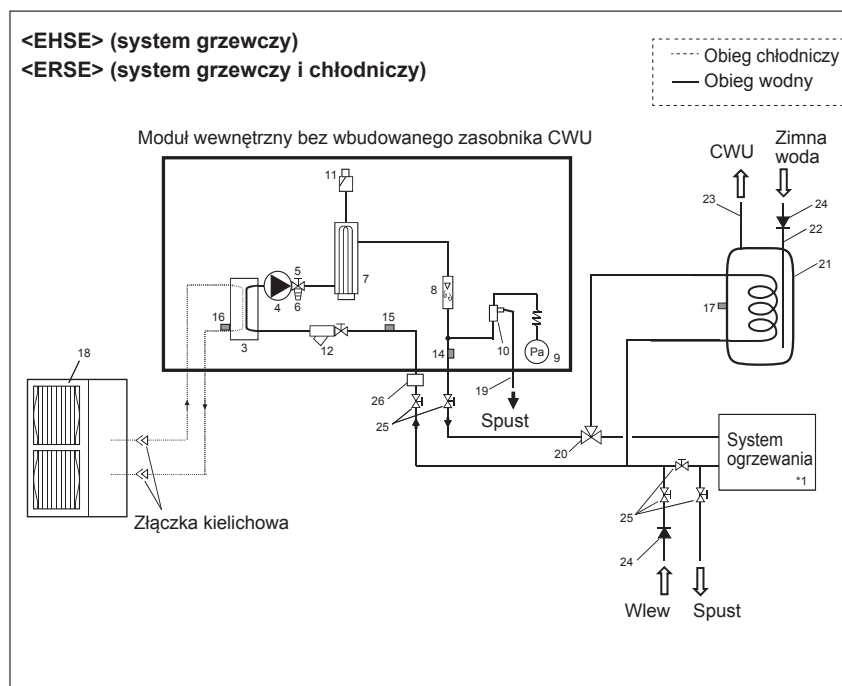 <EHSE> (system grzewczy)
<ERSE> (system grzewczy i chłodniczy)
Obieg chłodniczy
Obieg wodny
Moduł wewnętrzny bez wbudowanego zasobnika CWU
CWU
Zimna
woda
11
23
24
22
5
7
21
8
4
6
16
15
17
3
12
14
10
Pa
9
18
26
19
25
Spust
20
System
ogrzewania
*1
Złączka kielichowa
25
24
Wlew
Spust